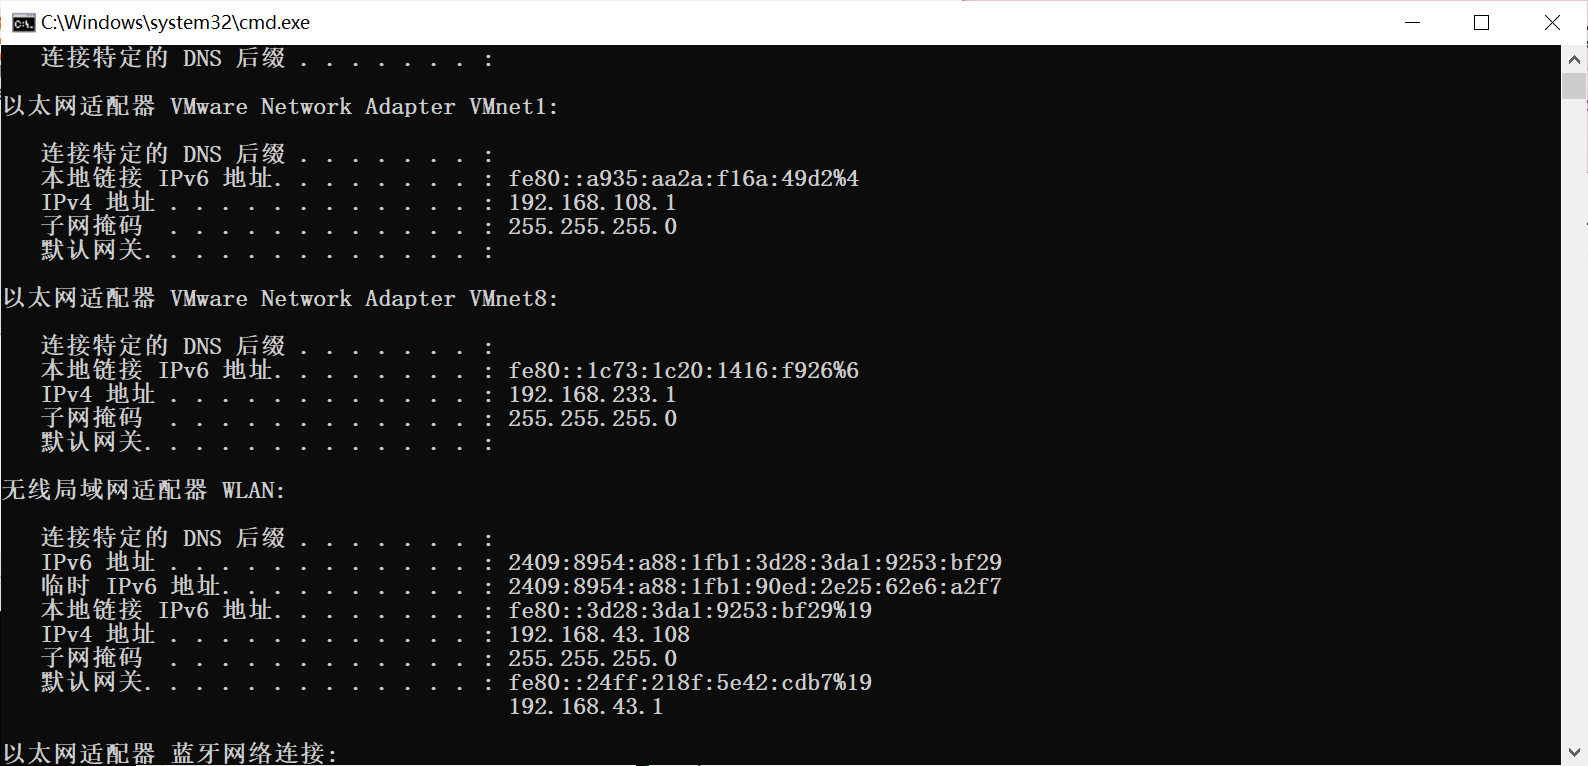 C:\Windows\system32\cmd.exe
连接特定的 DNS 后缀 . . . . . . . :
以太网适配器 VMware Network Adapter VMnet1:
连接特定的 DNS 后缀 . . . . . . . :
本地链接 IPv6 地址. . . . . . . . : fe80::a935:aa2a:f16a:49d2%4
IPv4 地址 . . . . . . . . . . . . : 192.168.108.1
子网掩码  . . . . . . . . . . . . : 255.255.255.0
默认网关. . . . . . . . . . . . . :
以太网适配器 VMware Network Adapter VMnet8:
连接特定的 DNS 后缀 . . . . . . . :
本地链接 IPv6 地址. . . . . . . . : fe80::1c73:1c20:1416:f926%6
IPv4 地址 . . . . . . . . . . . . : 192.168.233.1
子网掩码  . . . . . . . . . . . . : 255.255.255.0
默认网关. . . . . . . . . . . . . :
无线局域网适配器 WLAN:
连接特定的 DNS 后缀 . . . . . . . :
IPv6 地址 . . . . . . . . . . . . : 2409:8954:a88:1fb1:3d28:3da1:9253:bf29
临时 IPv6 地址. . . . . . . . . . : 2409:8954:a88:1fb1:90ed:2e25:62e6:a2f7
本地链接 IPv6 地址. . . . . . . . : fe80::3d28:3da1:9253:bf29%19
IPv4 地址 . . . . . . . . . . . . : 192.168.43.108
子网掩码  . . . . . . . . . . . . : 255.255.255.0
默认网关. . . . . . . . . . . . . : fe80::24ff:218f:5e42:cdb7%19
192.168.43.1
以太网适配器 蓝牙网络连接: